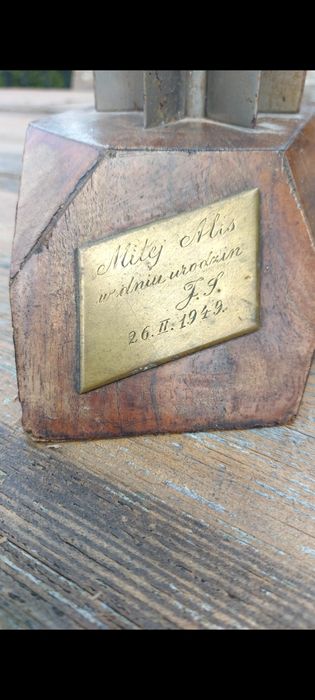 Miłej Alis
w dniu urodzin
F. S.
26. II. 1949.